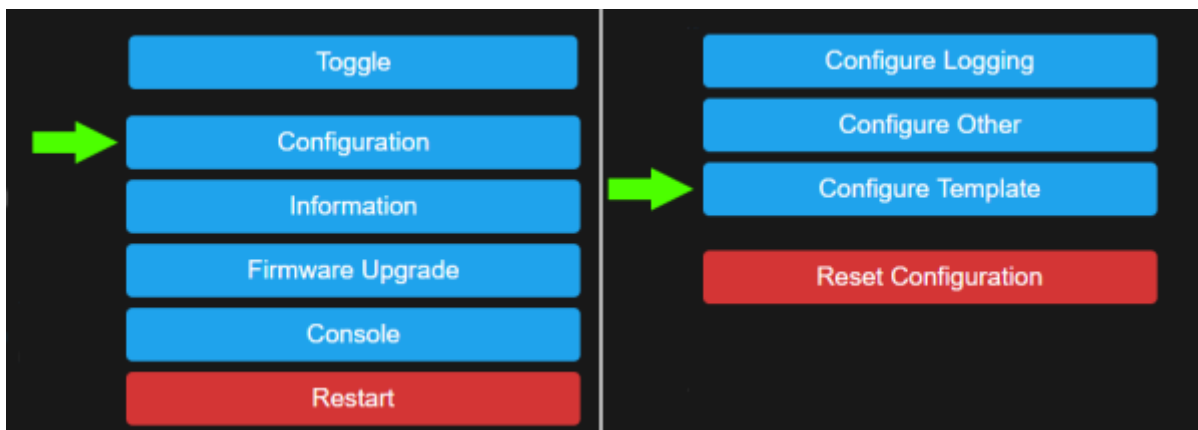 Toggle
Configuration
Information
Firmware Upgrade
Console
Restart
Configure Logging
Configure Other
Configure Template
Reset Configuration